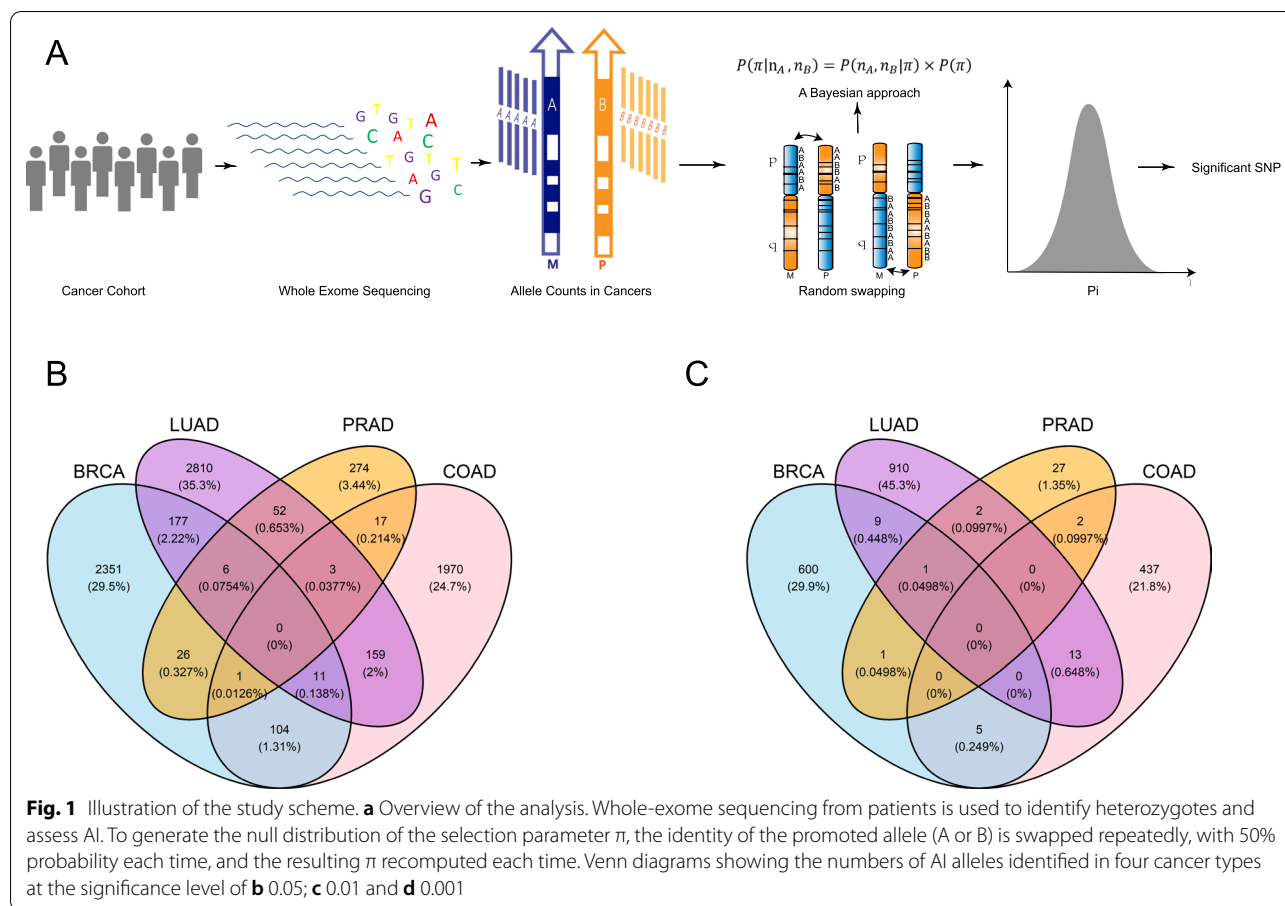 A
P(π|n_A, n_B) = P(n_A, n_B|π) × P(π)
A Bayesian approach
G T G T A
C A C
T G T T
A G C
A
B
A A A A A
B B B B B B
M
P
p
q
A
B
A
A
B
A
A
A
B
A
B
A
B
B
A
A
B
B
A
B
A
A
A
B
B
A
A
B
A
B
B
M
P
M
P
Significant SNP
Cancer Cohort
Whole Exome Sequencing
Allele Counts in Cancers
Random swapping
Pi
B
BRCA
LUAD
PRAD
COAD
2810
(35.3%)
274
(3.44%)
52
(0.653%)
177
(2.22%)
17
(0.214%)
2351
(29.5%)
6
(0.0754%)
3
(0.0377%)
1970
(24.7%)
0
(0%)
26
(0.327%)
159
(2%)
1
(0.0126%)
11
(0.138%)
104
(1.31%)
C
BRCA
LUAD
PRAD
COAD
910
(45.3%)
27
(1.35%)
2
(0.0997%)
9
(0.448%)
2
(0.0997%)
600
(29.9%)
1
(0.0498%)
0
(0%)
437
(21.8%)
0
(0%)
1
(0.0498%)
13
(0.648%)
0
(0%)
0
(0%)
5
(0.249%)
Fig. 1 Illustration of the study scheme. a Overview of the analysis. Whole-exome sequencing from patients is used to identify heterozygotes and
assess AI. To generate the null distribution of the selection parameter π, the identity of the promoted allele (A or B) is swapped repeatedly, with 50%
probability each time, and the resulting π recomputed each time. Venn diagrams showing the numbers of AI alleles identified in four cancer types
at the significance level of b 0.05; c 0.01 and d 0.001